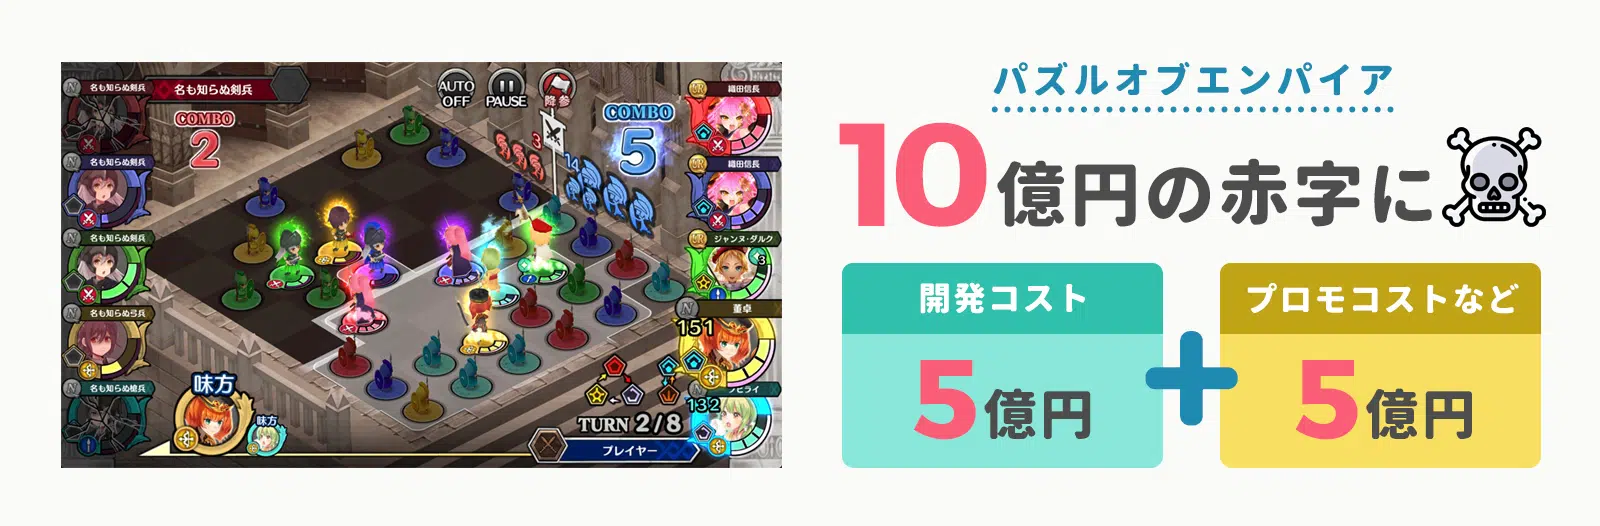 パズルオブエンパイア
10億円の赤字に
開発コスト
5億円
プロモコストなど
5億円
名も知らぬ剣兵
名も知らぬ剣兵
COMBO
2
名も知らぬ剣兵
名も知らぬ剣兵
名も知らぬ弓兵
名も知らぬ槍兵
N
N
N
N
N
味方
味方
AUTO
OFF
PAUSE
降参
COMBO
5
3
14
UR
織田信長
UR
織田信長
UR
ジャンヌ・ダルク
3
N
董卓
151
132
TURN 2/8
プレイヤー